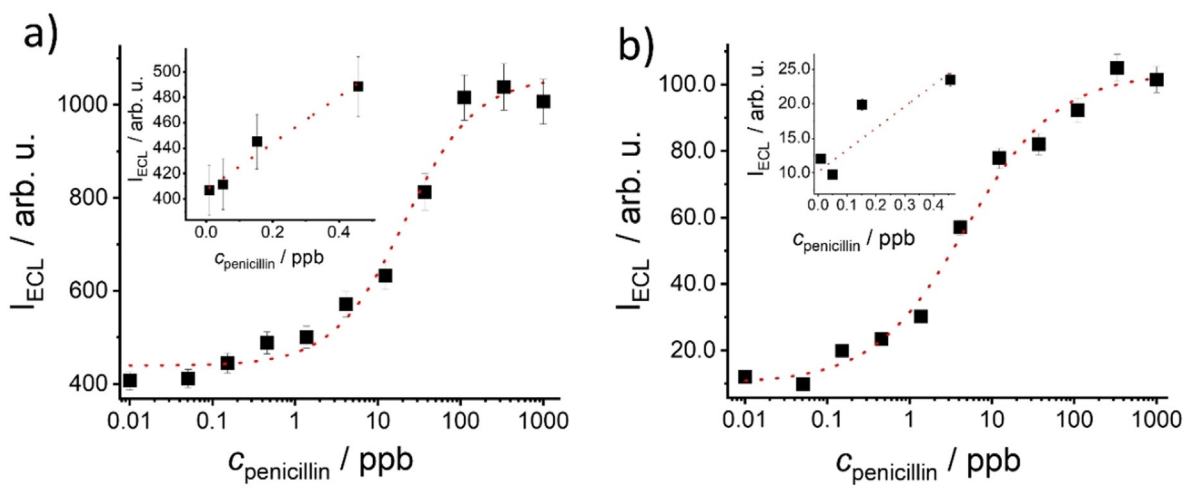 a)
I_ECL / arb. u.
1000
800
600
400
0.01 0.1 1 10 100 1000
c_penicillin / ppb
I_ECL / arb. u.
500
480
460
440
420
400
0.0 0.2 0.4
c_penicillin / ppb
b)
I_ECL / arb. u.
100.0
80.0
60.0
40.0
20.0
0.01 0.1 1 10 100 1000
c_penicillin / ppb
I_ECL / arb. u.
25.0
20.0
15.0
10.0
0.0 0.1 0.2 0.3 0.4
c_penicillin / ppb